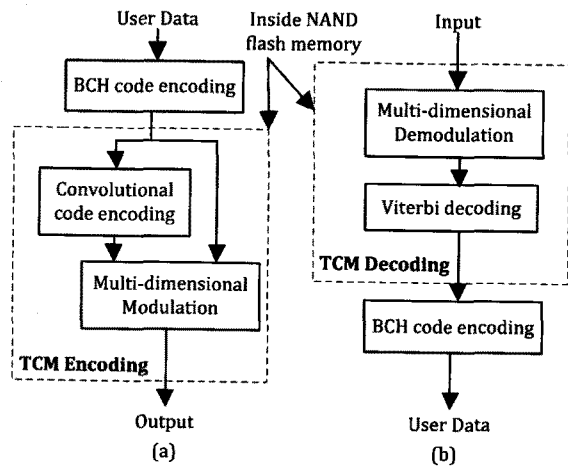 User Data
BCH code encoding
Convolutional
code encoding
Multi-dimensional
Modulation
TCM Encoding
Output
(a)
Inside NAND
flash memory
Input
Multi-dimensional
Demodulation
Viterbi decoding
TCM Decoding
BCH code encoding
User Data
(b)